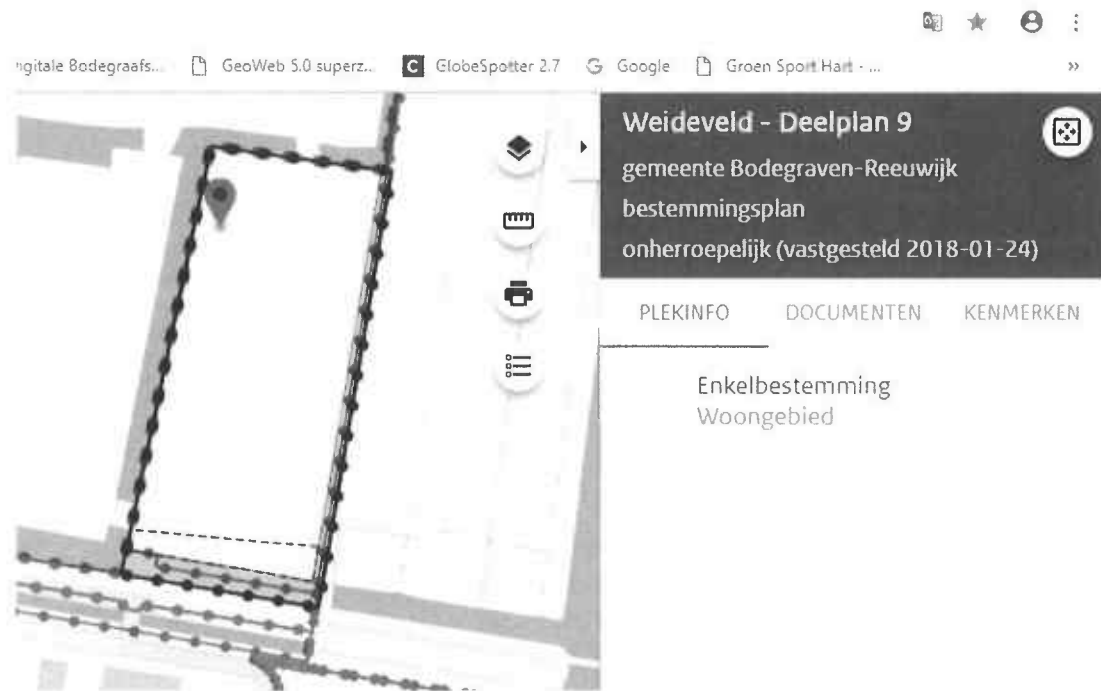 ngitale Bodegraafs... GeoWeb 5.0 superz... C GlobeSpotter 2.7 G Google Groen Sport Hart - ... »
Weideveld - Deelplan 9
gemeente Bodegraven-Reeuwijk
bestemmingsplan
onherroepelijk (vastgesteld 2018-01-24)
PLEKINFO DOCUMENTEN KENMERKEN
Enkelbestemming
Woongebied